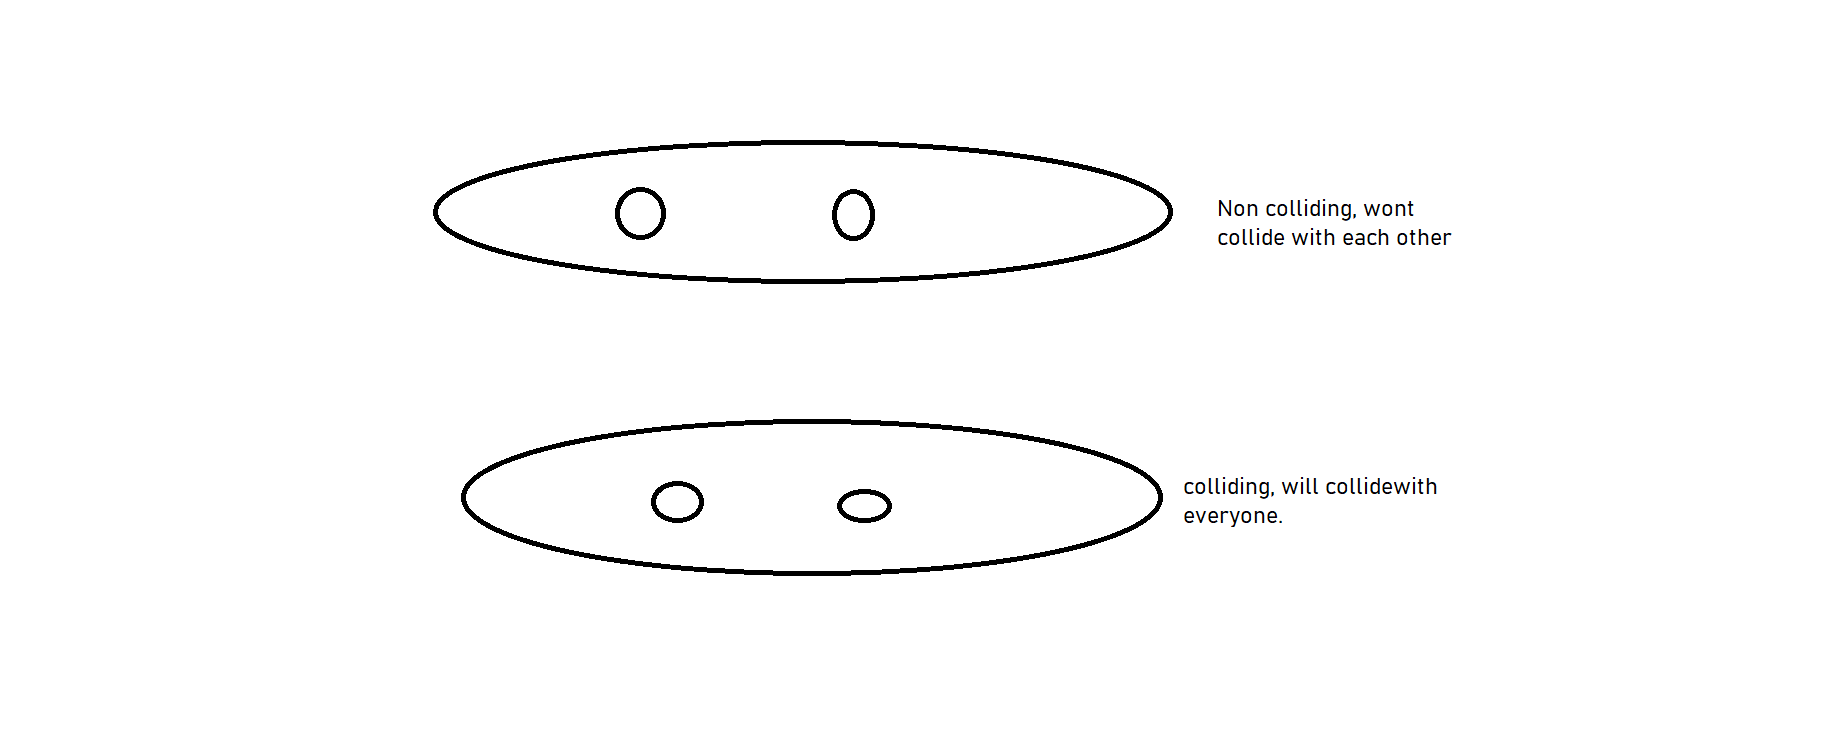 Non colliding, wont
collide with each other
colliding, will collidewith
everyone.